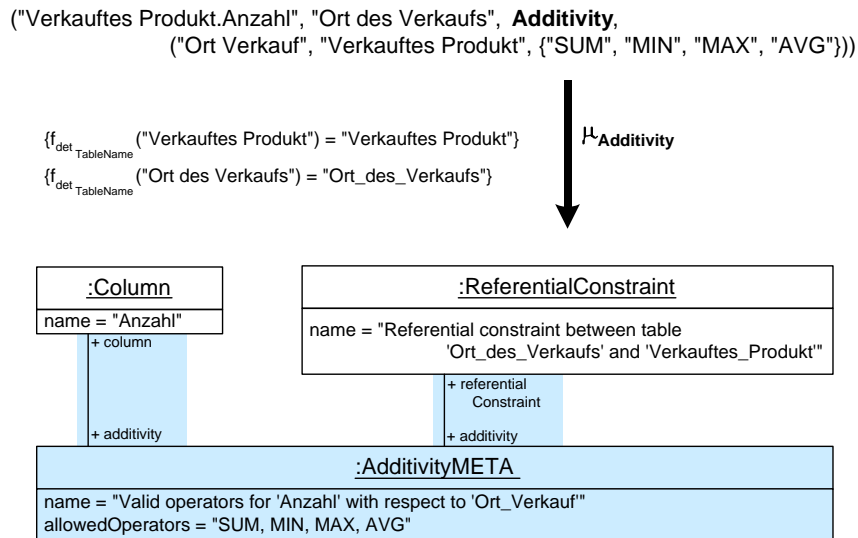 ("Verkauftes Produkt.Anzahl", "Ort des Verkaufs", Additivity,
("Ort Verkauf", "Verkauftes Produkt", {"SUM", "MIN", "MAX", "AVG"}))
{f_det_TableName ("Verkauftes Produkt") = "Verkauftes Produkt"}
μAdditivity
{f_det_TableName ("Ort des Verkaufs") = "Ort_des_Verkaufs"}
:Column
name = "Anzahl"
:ReferentialConstraint
name = "Referential constraint between table
'Ort_des_Verkaufs' and 'Verkauftes_Produkt'"
+ column
+ additivity
+ referential
Constraint
+ additivity
:AdditivityMETA
name = "Valid operators for 'Anzahl' with respect to 'Ort_Verkauf'"
allowedOperators = "SUM, MIN, MAX, AVG"